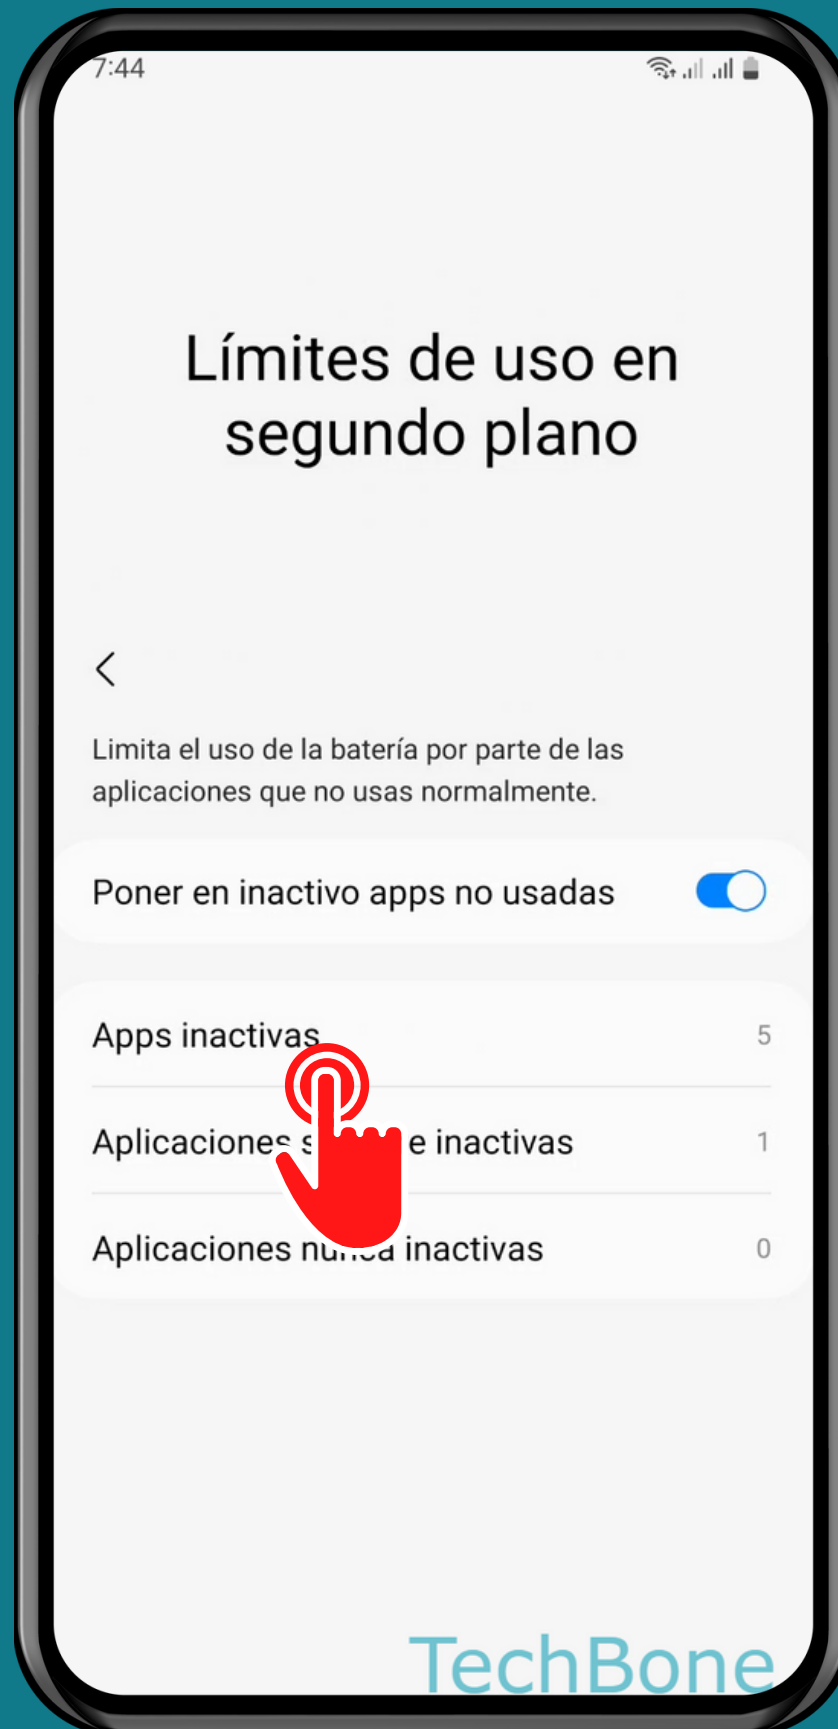 7:44
Límites de uso en
segundo plano
Limita el uso de la batería por parte de las
aplicaciones que no usas normalmente.
Poner en inactivo apps no usadas
Apps inactivas 5
Aplicaciones e inactivas 1
Aplicaciones nunca inactivas 0
TechBone